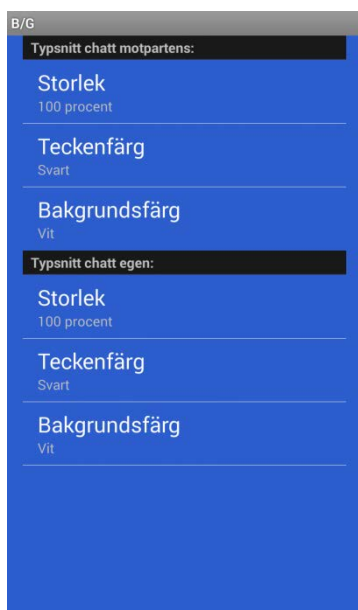 B/G
Typsnitt chatt motpartens:
Storlek
100 procent
Teckenfärg
Svart
Bakgrundsfärg
Vit
Typsnitt chatt egen:
Storlek
100 procent
Teckenfärg
Svart
Bakgrundsfärg
Vit